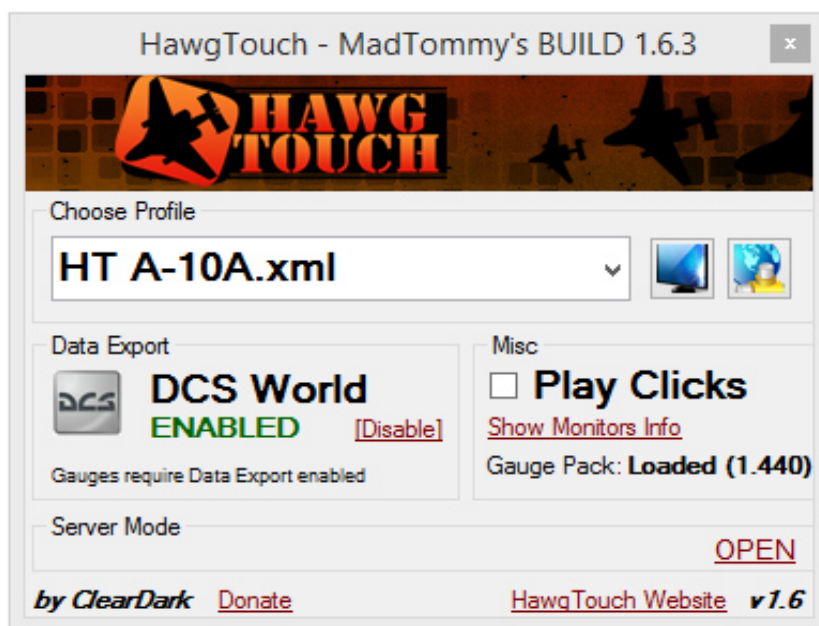 HawgTouch - MadTommy's BUILD 1.6.3
x
HAWG
TOUCH
Choose Profile
HT A-10A.xml
Data Export
DCS
DCS World
ENABLED [Disable]
Gauges require Data Export enabled
Misc
Play Clicks
Show Monitors Info
Gauge Pack: Loaded (1.440)
Server Mode
OPEN
by ClearDark Donate HawgTouch Website v1.6